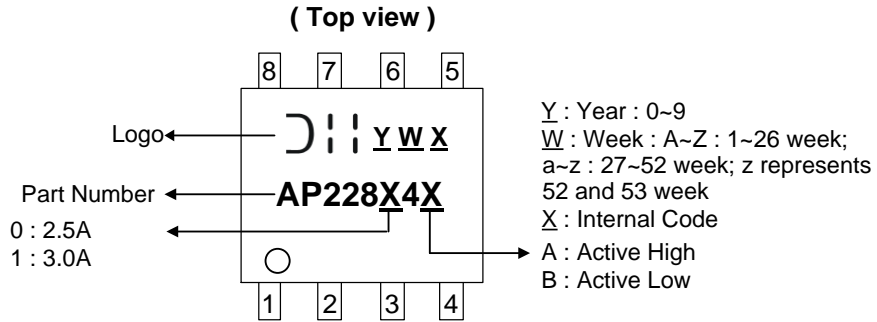 ( Top view )
8 7 6 5
Logo
Y W X
Part Number
AP228X4X
0 : 2.5A
1 : 3.0A
1 2 3 4
Y : Year : 0~9
W : Week : A~Z : 1~26 week;
a~z : 27~52 week; z represents
52 and 53 week
X : Internal Code
A : Active High
B : Active Low